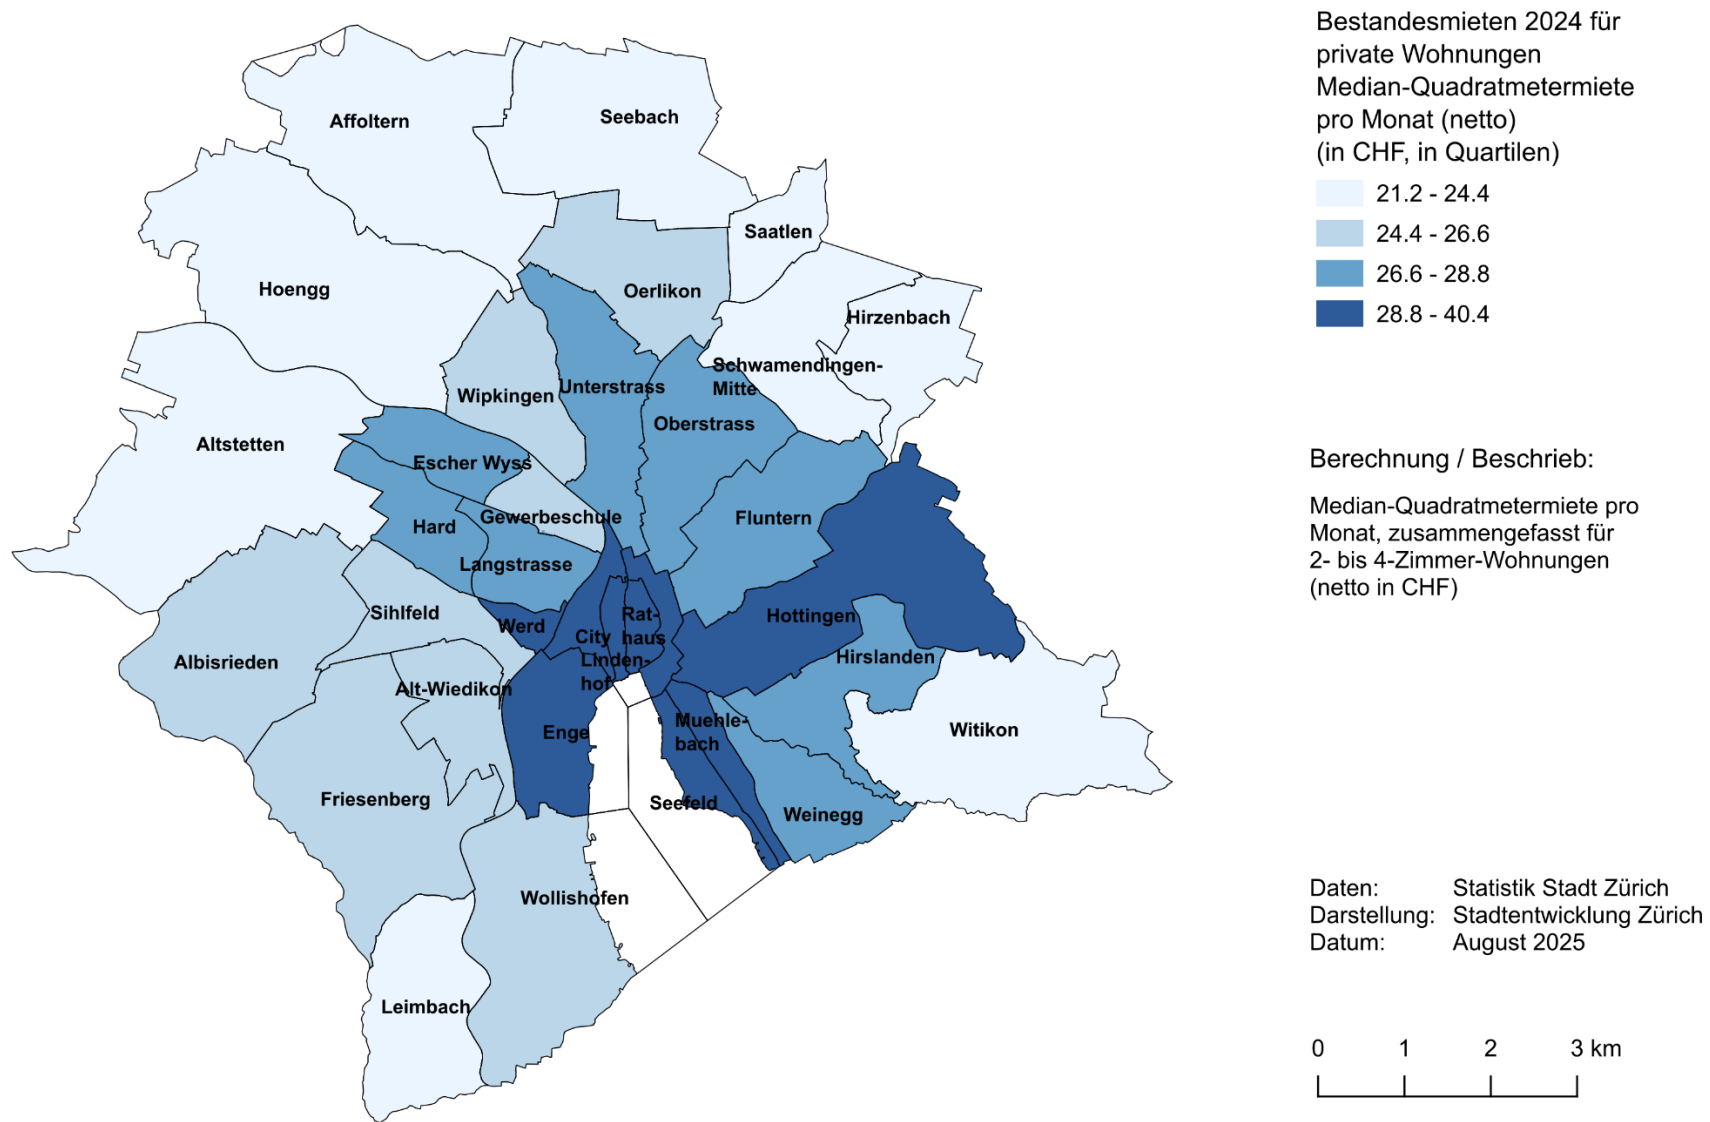 Bestandesmieten 2024 für
private Wohnungen
Median-Quadratmetermiete
pro Monat (netto)
(in CHF, in Quartilen)
21.2 - 24.4
24.4 - 26.6
26.6 - 28.8
28.8 - 40.4
Berechnung / Beschrieb:
Median-Quadratmetermiete pro
Monat, zusammengefasst für
2- bis 4-Zimmer-Wohnungen
(netto in CHF)
Daten: Statistik Stadt Zürich
Darstellung: Stadtentwicklung Zürich
Datum: August 2025
0 1 2 3 km
Affoltern
Seebach
Saatlen
Hoengg
Oerlikon
Hirzenbach
Schwamendingen-
Mitte
Unterstrass
Wipkingen
Oberstrass
Altstetten
Escher Wyss
Gewerbeschule
Fluntern
Hard
Langstrasse
Sihlfeld
Werd
City
Rat-
haus
Hottingen
Linden-
hof
Hirslanden
Albisrieden
Alt-Wiedikon
Enge
Muehle-
bach
Witikon
Friesenberg
Seefeld
Weinegg
Wollishofen
Leimbach